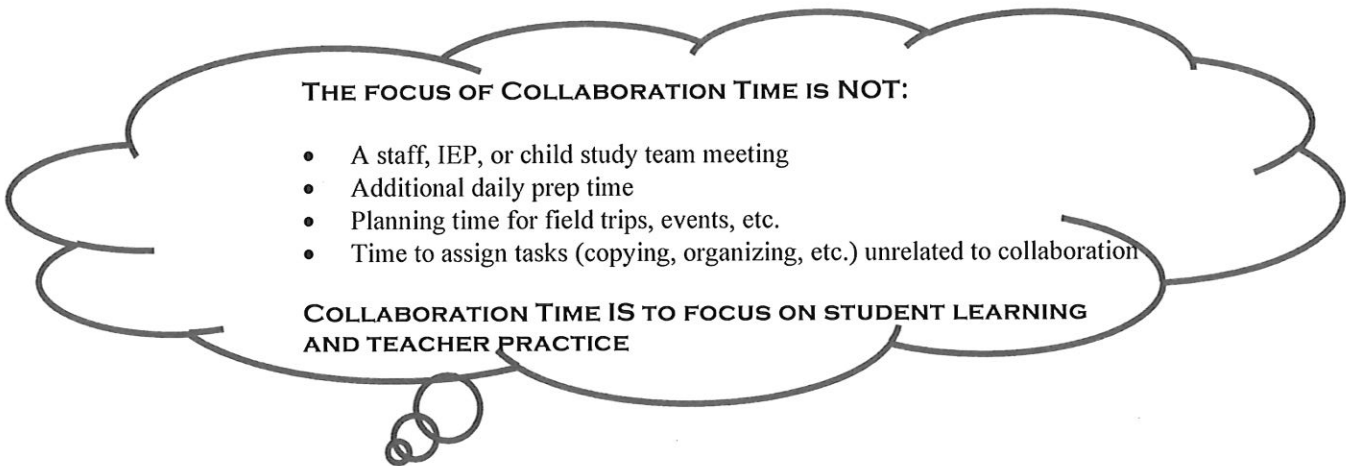 THE FOCUS OF COLLABORATION TIME IS NOT:
• A staff, IEP, or child study team meeting
• Additional daily prep time
• Planning time for field trips, events, etc.
• Time to assign tasks (copying, organizing, etc.) unrelated to collaboration
COLLABORATION TIME IS TO FOCUS ON STUDENT LEARNING
AND TEACHER PRACTICE